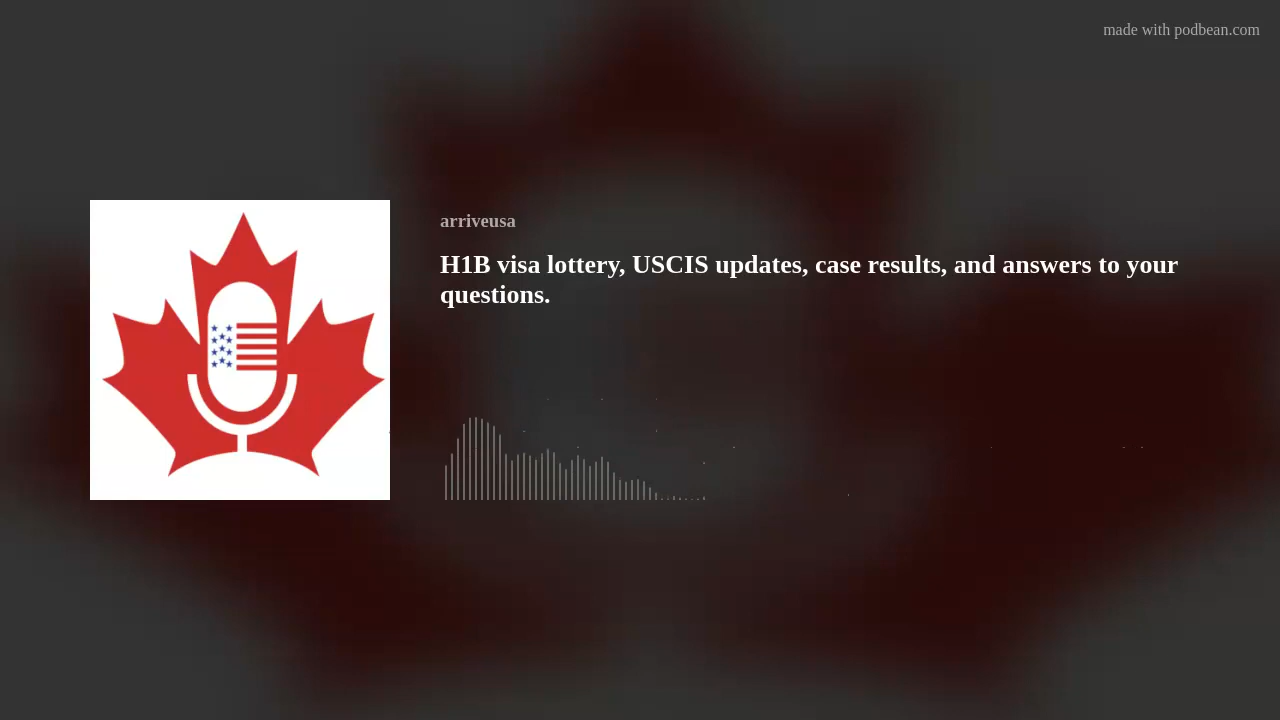 made with podbean.com
arriveusa
H1B visa lottery, USCIS updates, case results, and answers to your
questions.